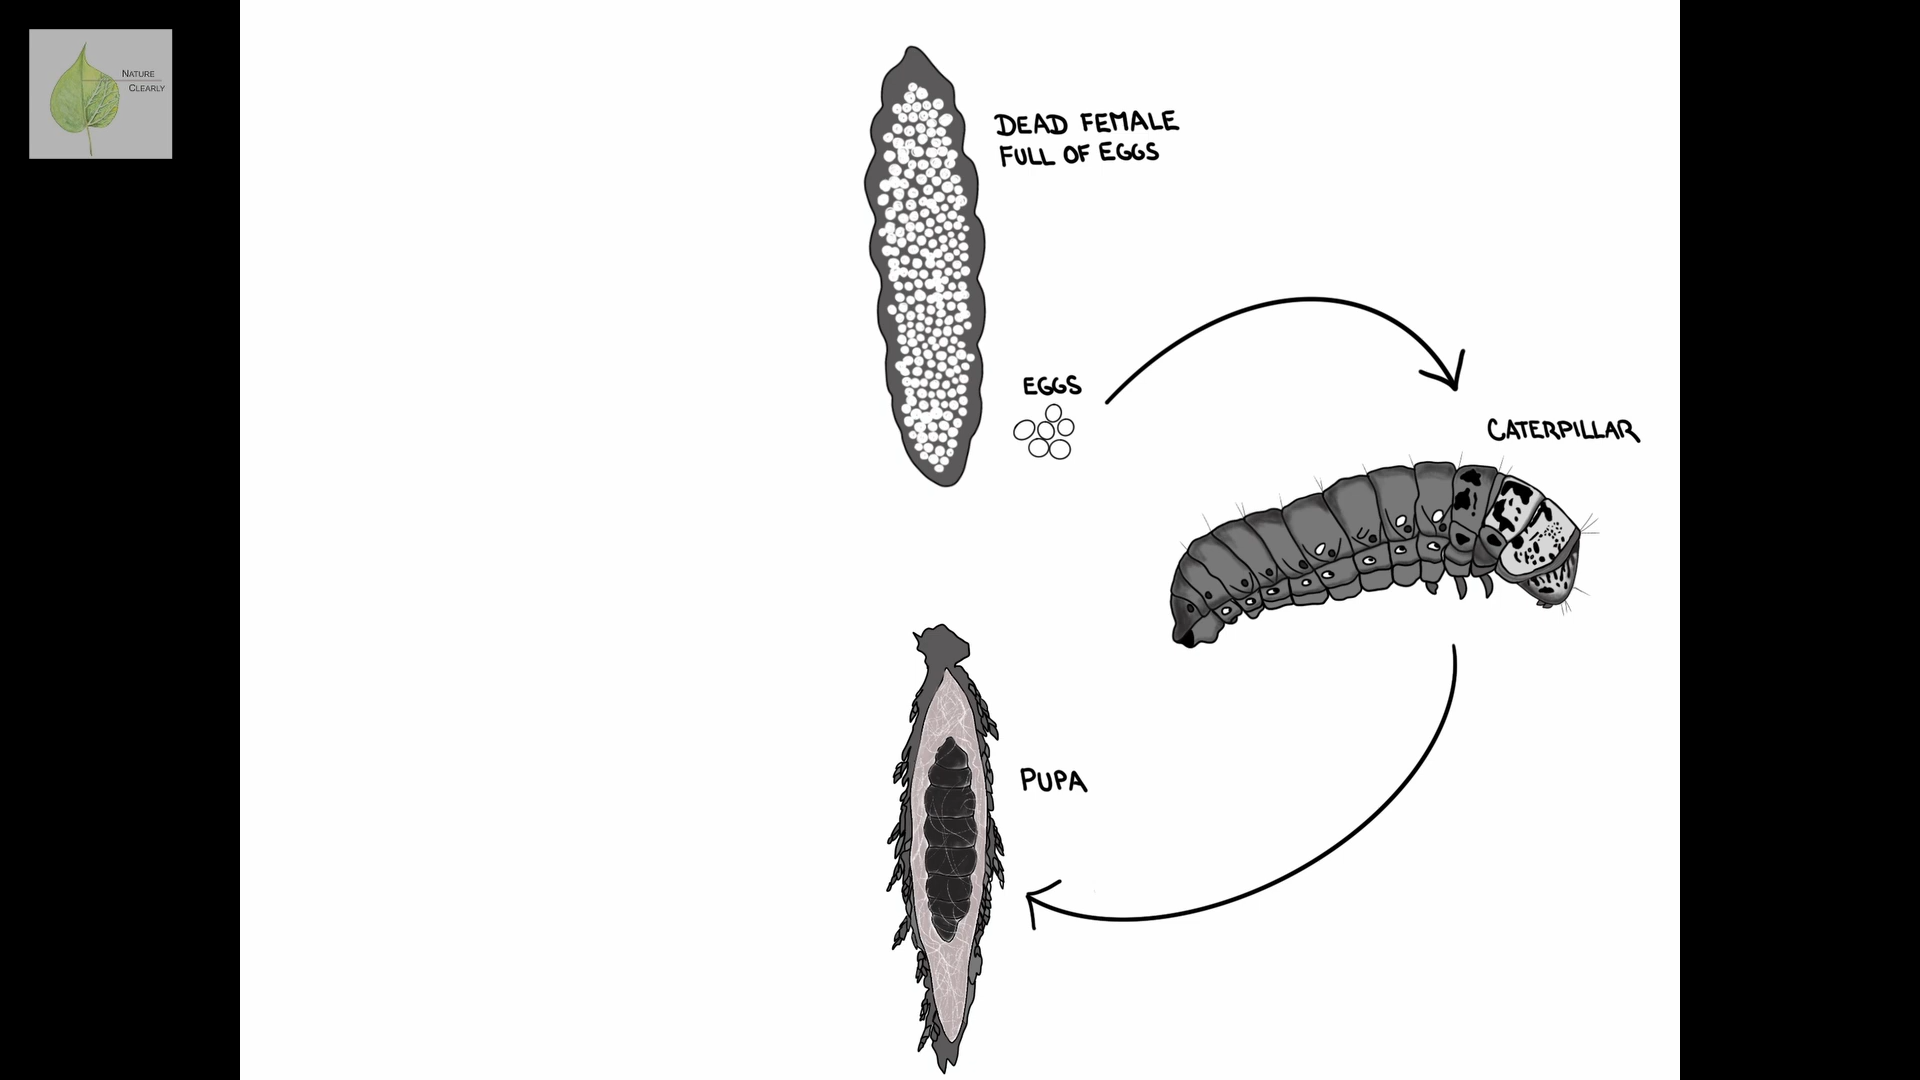 NATURE
CLEARLY
DEAD FEMALE
FULL OF EGGS
EGGS
CATERPILLAR
PUPA